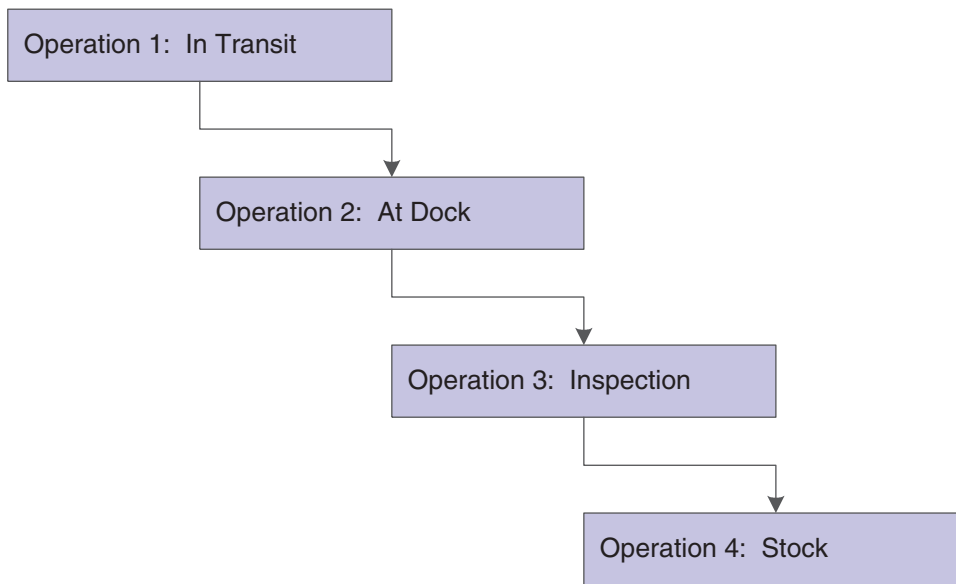 Operation 1:  In Transit
Operation 2:  At Dock
Operation 3:  Inspection
Operation 4:  Stock